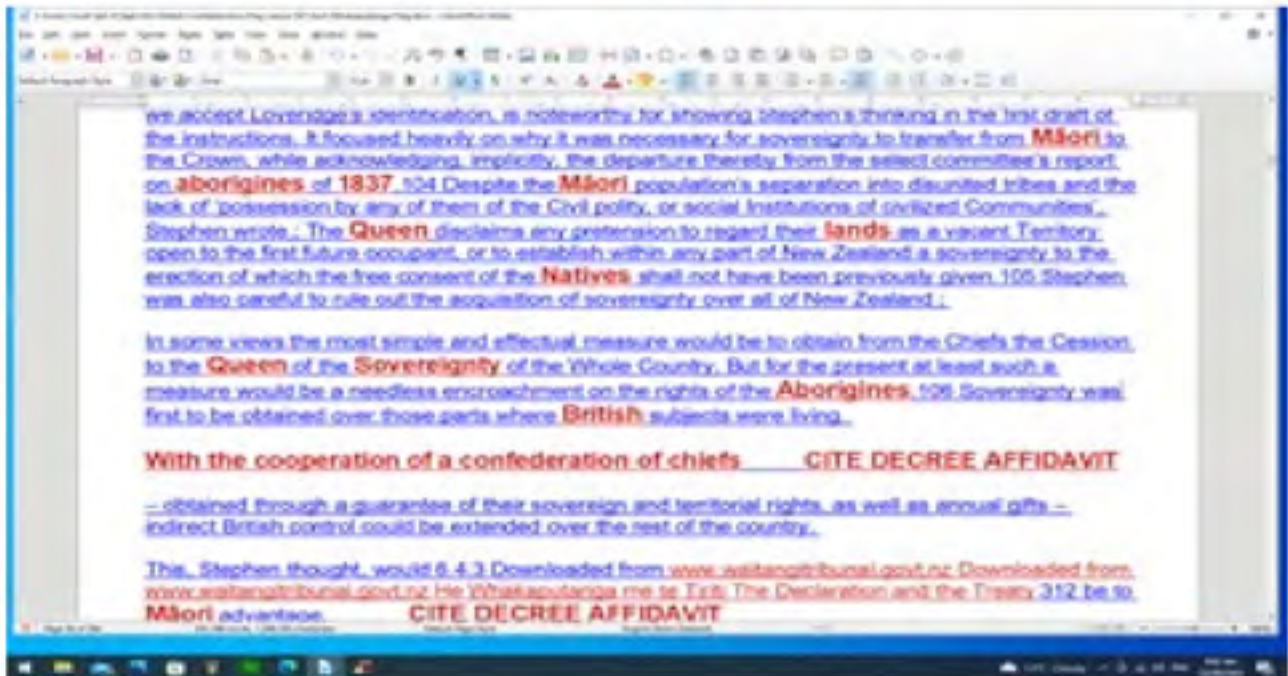 we accept Loveridge's identification, is noteworthy for showing Stephen's thinking in the first draft of
the instructions. It focused heavily on why it was necessary for sovereignty to transfer from Māori to
the Crown, while acknowledging, implicitly, the departure thereby from the select committee's report
on aborigines of 1837.104 Despite the Māori population's separation into disunited tribes and the
lack of 'possession by any of them of the Civil polity, or social Institutions of civilized Communities',
Stephen wrote : The Queen disclaims any pretension to regard their lands as a vacant Territory
open to the first future occupant, or to establish within any part of New Zealand a sovereignty to the
erection of which the free consent of the Natives shall not have been previously given.105 Stephen
was also careful to rule out the acquisition of sovereignty over all of New Zealand :
In some views the most simple and effectual measure would be to obtain from the Chiefs the Cession
to the Queen of the Sovereignty of the Whole Country. But for the present at least such a
measure would be a needless encroachment on the rights of the Aborigines.106 Sovereignty was
first to be obtained over those parts where British subjects were living.
With the cooperation of a confederation of chiefs CITE DECREE AFFIDAVIT
– obtained through a guarantee of their sovereign and territorial rights, as well as annual gifts –
indirect British control could be extended over the rest of the country.
This, Stephen thought, would 6.4.3 Downloaded from www.waitangitribunal.govt.nz Downloaded from
www.waitangitribunal.govt.nz He Whakaputanga me te Tiriti The Declaration and the Treaty 312 be to
Māori advantage. CITE DECREE AFFIDAVIT